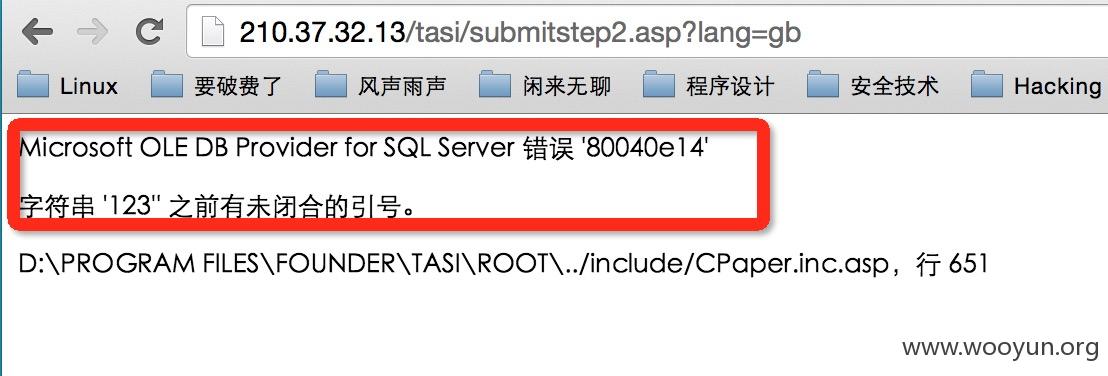 210.37.32.13/tasi/submitstep2.asp?lang=gb
Linux 要破费了 风声雨声 闲来无聊 程序设计 安全技术 Hacking
Microsoft OLE DB Provider for SQL Server 错误 '80040e14'
字符串 '123'' 之前有未闭合的引号。
D:\PROGRAM FILES\FOUNDER\TASI\ROOT\../include/CPaper.inc.asp，行 651
www.wooyun.org